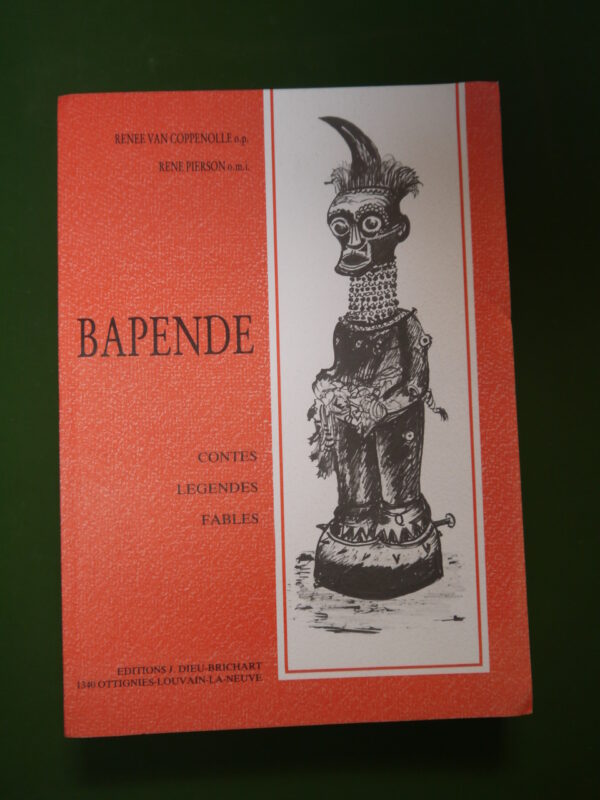 RENEE VAN COPPENOLLE o.p.
RENE PIERSON o.m.i.
BAPENDE
CONTES
LEGENDES
FABLES
EDITIONS J. DIEU-BRICHART
1340 OTTIGNIES-LOUVAIN-LA-NEUVE